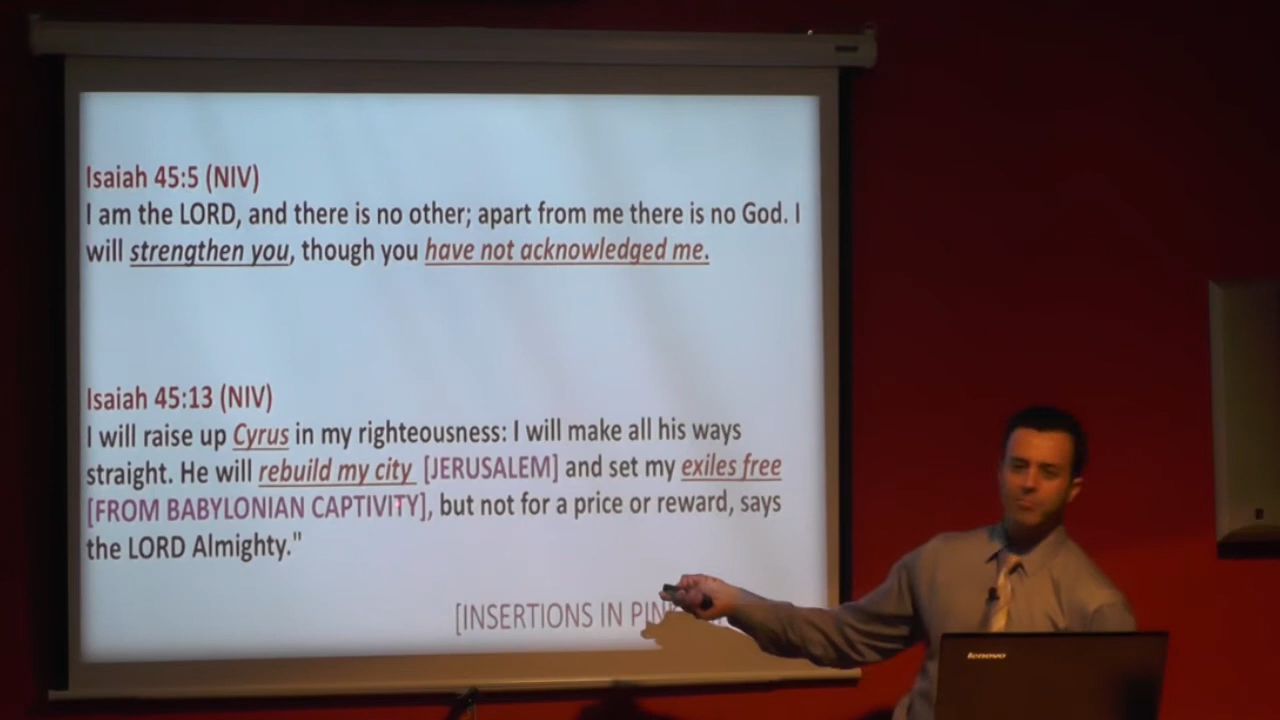 Isaiah 45:5 (NIV)
I am the LORD, and there is no other; apart from me there is no God. I
will strengthen you, though you have not acknowledged me.
Isaiah 45:13 (NIV)
I will raise up Cyrus in my righteousness: I will make all his ways
straight. He will rebuild my city [JERUSALEM] and set my exiles free
[FROM BABYLONIAN CAPTIVITY], but not for a price or reward, says
the LORD Almighty."
[INSERTIONS IN
lenovo